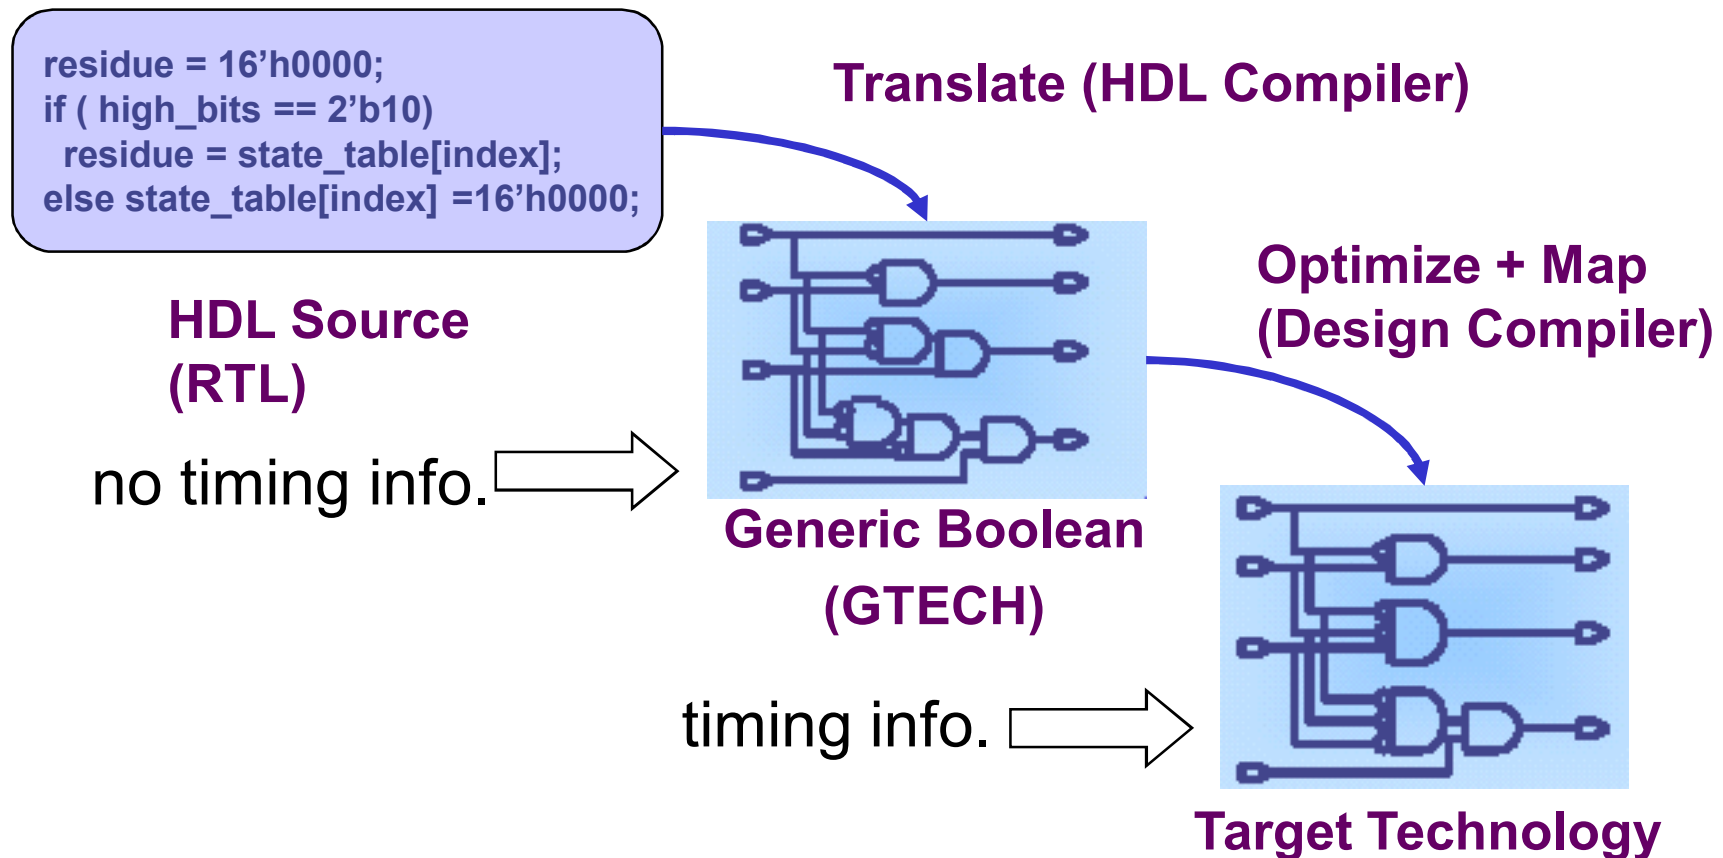 residue = 16’h0000;
if ( high_bits == 2’b10)
residue = state_table[index];
else state_table[index] =16’h0000;
Translate (HDL Compiler)
HDL Source
(RTL)
Optimize + Map
(Design Compiler)
no timing info.
Generic Boolean
(GTECH)
timing info.
Target Technology